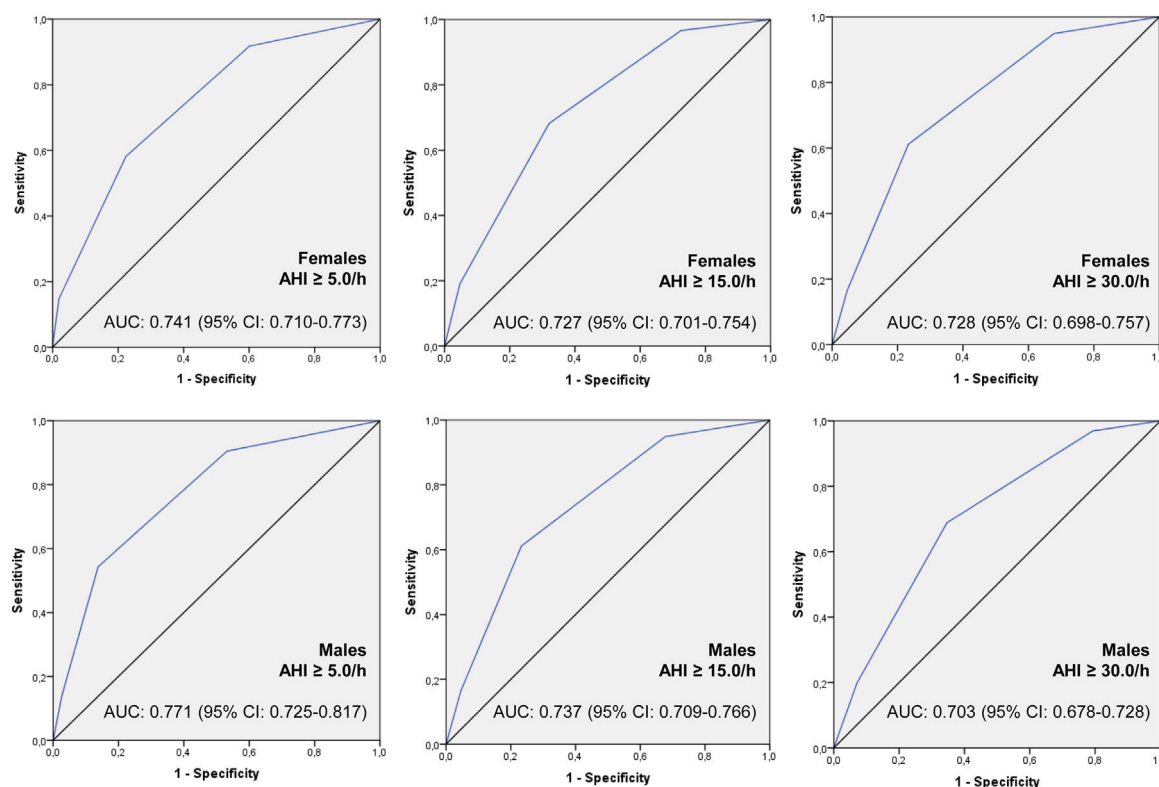 1,0
0,8
0,6
0,4
0,2
0,0
Sensitivity
Females
AHI ≥ 5.0/h
AUC: 0.741 (95% CI: 0.710-0.773)
0,0 0,2 0,4 0,6 0,8 1,0
1 - Specificity
1,0
0,8
0,6
0,4
0,2
0,0
Sensitivity
Females
AHI ≥ 15.0/h
AUC: 0.727 (95% CI: 0.701-0.754)
0,0 0,2 0,4 0,6 0,8 1,0
1 - Specificity
1,0
0,8
0,6
0,4
0,2
0,0
Sensitivity
Females
AHI ≥ 30.0/h
AUC: 0.728 (95% CI: 0.698-0.757)
0,0 0,2 0,4 0,6 0,8
1 - Specificity
1,0
0,8
0,6
0,4
0,2
0,0
Sensitivity
Males
AHI ≥ 5.0/h
AUC: 0.771 (95% CI: 0.725-0.817)
0,0 0,2 0,4 0,6 0,8 1,0
1 - Specificity
1,0
0,8
0,6
0,4
0,2
0,0
Sensitivity
Males
AHI ≥ 15.0/h
AUC: 0.737 (95% CI: 0.709-0.766)
0,0 0,2 0,4 0,6 0,8 1,0
1 - Specificity
1,0
0,8
0,6
0,4
0,2
0,0
Sensitivity
Males
AHI ≥ 30.0/h
AUC: 0.703 (95% CI: 0.678-0.728)
0,0 0,2 0,4 0,6 0,8
1 - Specificity